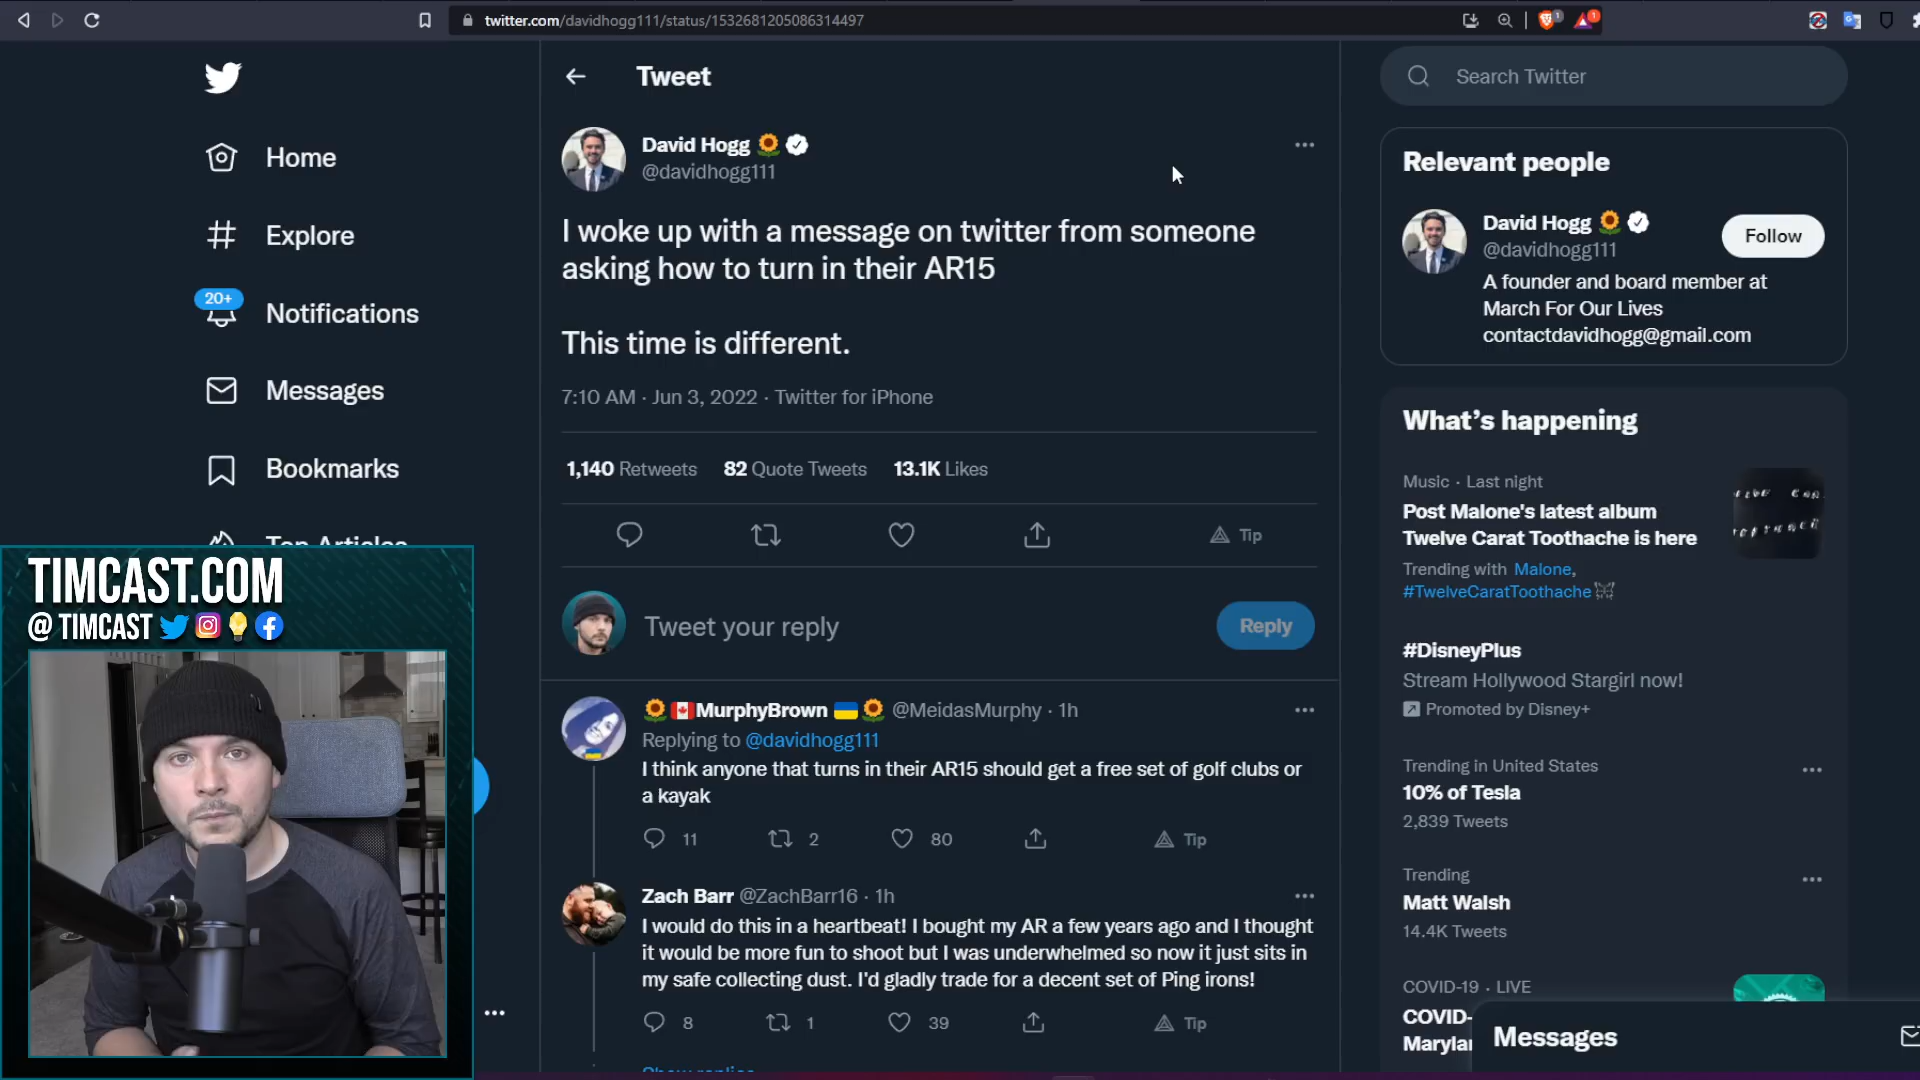 twitter.com/davidhogg111/status/1532681205086314497
Home
Explore
20+
Notifications
Messages
Bookmarks
Top Articles
TIMCAST.COM
@ TIMCAST
Tweet
David Hogg
@davidhogg111
I woke up with a message on twitter from someone
asking how to turn in their AR15
This time is different.
7:10 AM · Jun 3, 2022 · Twitter for iPhone
1,140 Retweets 82 Quote Tweets 13.1K Likes
Tip
Tweet your reply
Reply
MurphyBrown @MeidasMurphy · 1h
Replying to @davidhogg111
I think anyone that turns in their AR15 should get a free set of golf clubs or
a kayak
11 2 80 Tip
Zach Barr @ZachBarr16 · 1h
I would do this in a heartbeat! I bought my AR a few years ago and I thought
it would be more fun to shoot but I was underwhelmed so now it just sits in
my safe collecting dust. I'd gladly trade for a decent set of Ping irons!
8 1 39 Tip
Show replies
Search Twitter
Relevant people
David Hogg
@davidhogg111
Follow
A founder and board member at
March For Our Lives
contactdavidhogg@gmail.com
What's happening
Music · Last night
Post Malone's latest album
Twelve Carat Toothache is here
Trending with Malone,
#TwelveCaratToothache
#DisneyPlus
Stream Hollywood Stargirl now!
Promoted by Disney+
Trending in United States
10% of Tesla
2,839 Tweets
Trending
Matt Walsh
14.4K Tweets
COVID-19 · LIVE
COVID-
Marylan
Messages